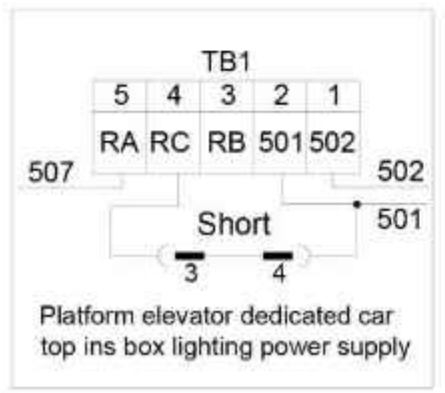 TB1
5 4 3 2 1
RA RC RB 501 502
507
502
501
Short
3 4
Platform elevator dedicated car
top ins box lighting power supply